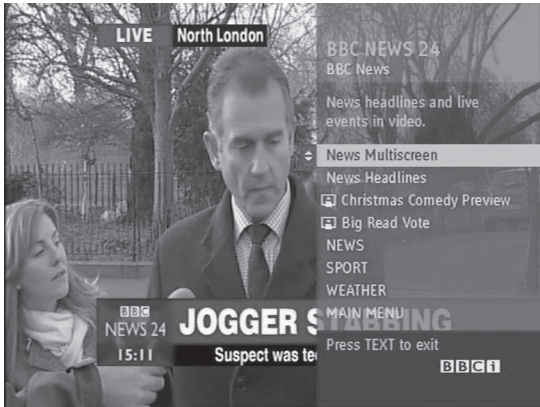 LIVE North London
BBC NEWS 24
BBC News
News headlines and live
events in video.
News Multiscreen
News Headlines
Christmas Comedy Preview
Big Read Vote
NEWS
SPORT
WEATHER
MAIN MENU
Press TEXT to exit
BBCi
BBC
NEWS 24
15:11
JOGGER STABBING
Suspect was